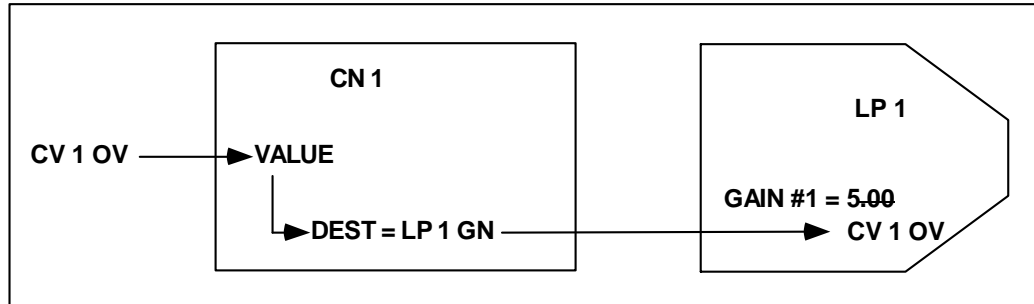 CN 1
LP 1
CV 1 OV
VALUE
GAIN #1 = 5.00
DEST = LP 1 GN
CV 1 OV